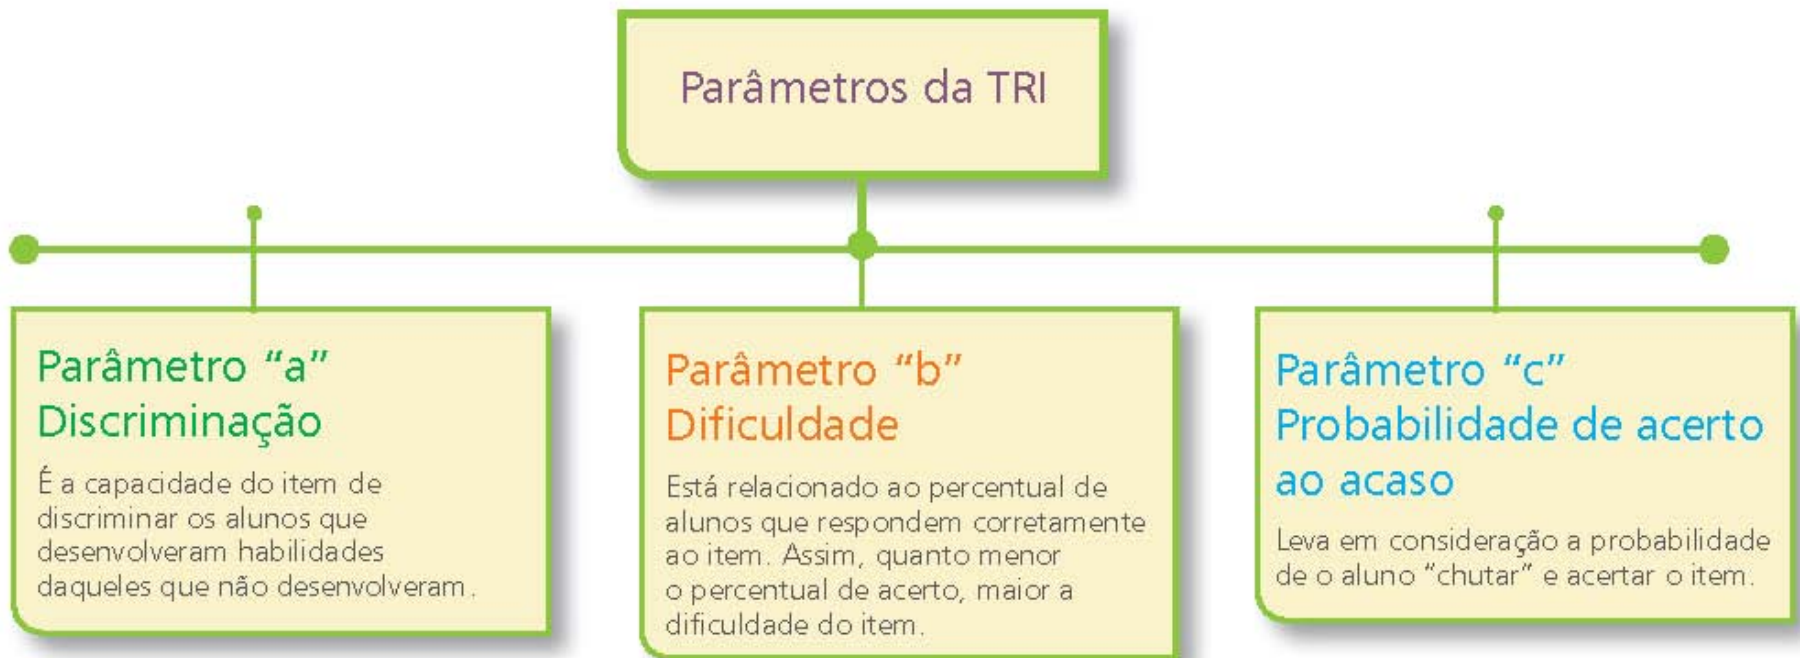 Parâmetros da TRI
Parâmetro “a”
Discriminação
É a capacidade do item de
discriminar os alunos que
desenvolveram habilidades
daqueles que não desenvolveram.
Parâmetro “b”
Dificuldade
Está relacionado ao percentual de
alunos que respondem corretamente
ao item. Assim, quanto menor
o percentual de acerto, maior a
dificuldade do item.
Parâmetro “c”
Probabilidade de acerto
ao acaso
Leva em consideração a probabilidade
de o aluno “chutar” e acertar o item.